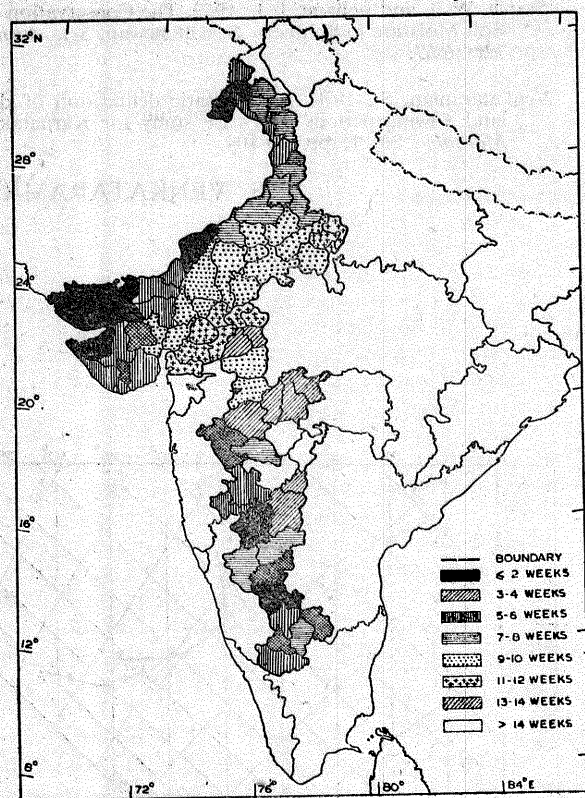 32°N
28°
24°
20°
16°
12°
8°
72°
76°
80°
84°E
BOUNDARY
≤ 2 WEEKS
3-4 WEEKS
5-6 WEEKS
7-8 WEEKS
9-10 WEEKS
11-12 WEEKS
13-14 WEEKS
> 14 WEEKS